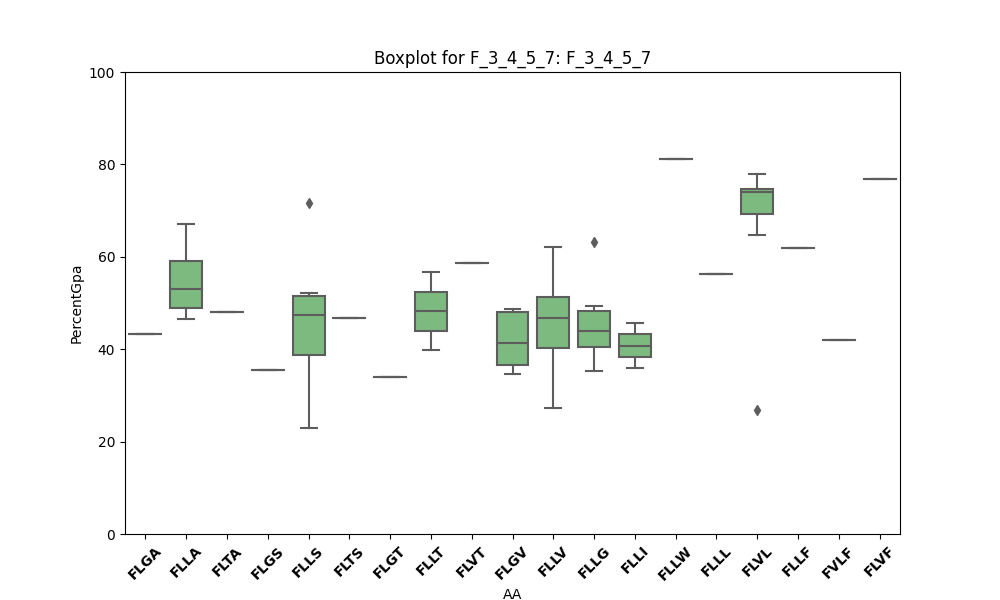 Boxplot for F_3_4_5_7: F_3_4_5_7
100
80
60
40
20
0
PercentGpa
FLGA FLLA FLTA FLGS FLLS FLTS FLGT FLLT FLVT FLGV FLLV FLLG FLLI FLLW FLLL FLVL FLLF FVLF FLVF
AA